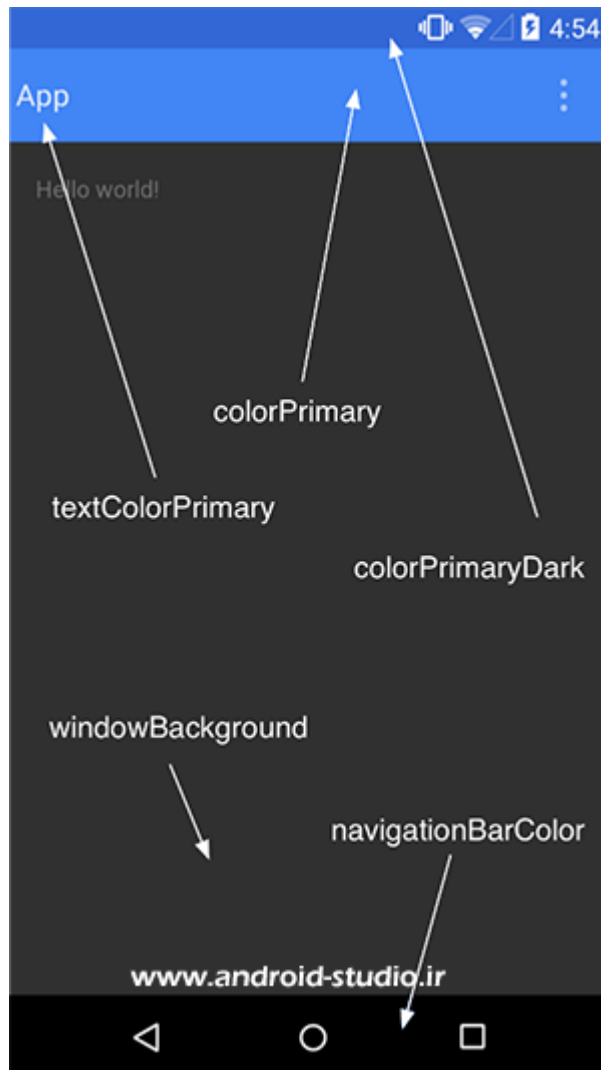 4:54
App
Hello world!
colorPrimary
textColorPrimary
colorPrimaryDark
windowBackground
navigationBarColor
www.android-studio.ir